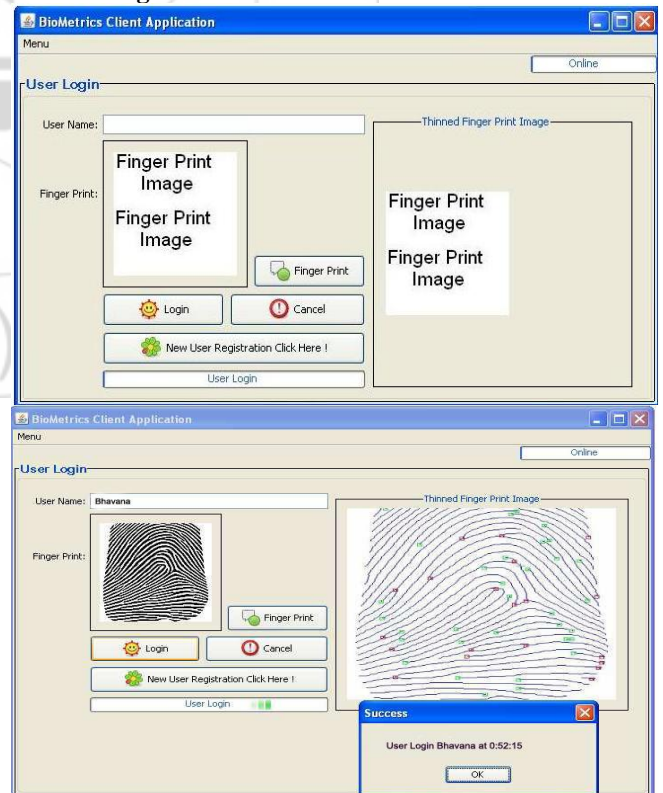 BioMetrics Client Application
Menu
Online
User Login
User Name:
Thinned Finger Print Image
Finger Print:
Finger Print
Image
Finger Print
Image
Finger Print
Image
Finger Print
Image
Finger Print
Login
Cancel
New User Registration Click Here !
User Login
BioMetrics Client Application
Menu
Online
User Login
User Name:
Bhavana
Thinned Finger Print Image
Finger Print:
Finger Print
Login
Cancel
New User Registration Click Here !
User Login
Success
User Login Bhavana at 0:52:15
OK